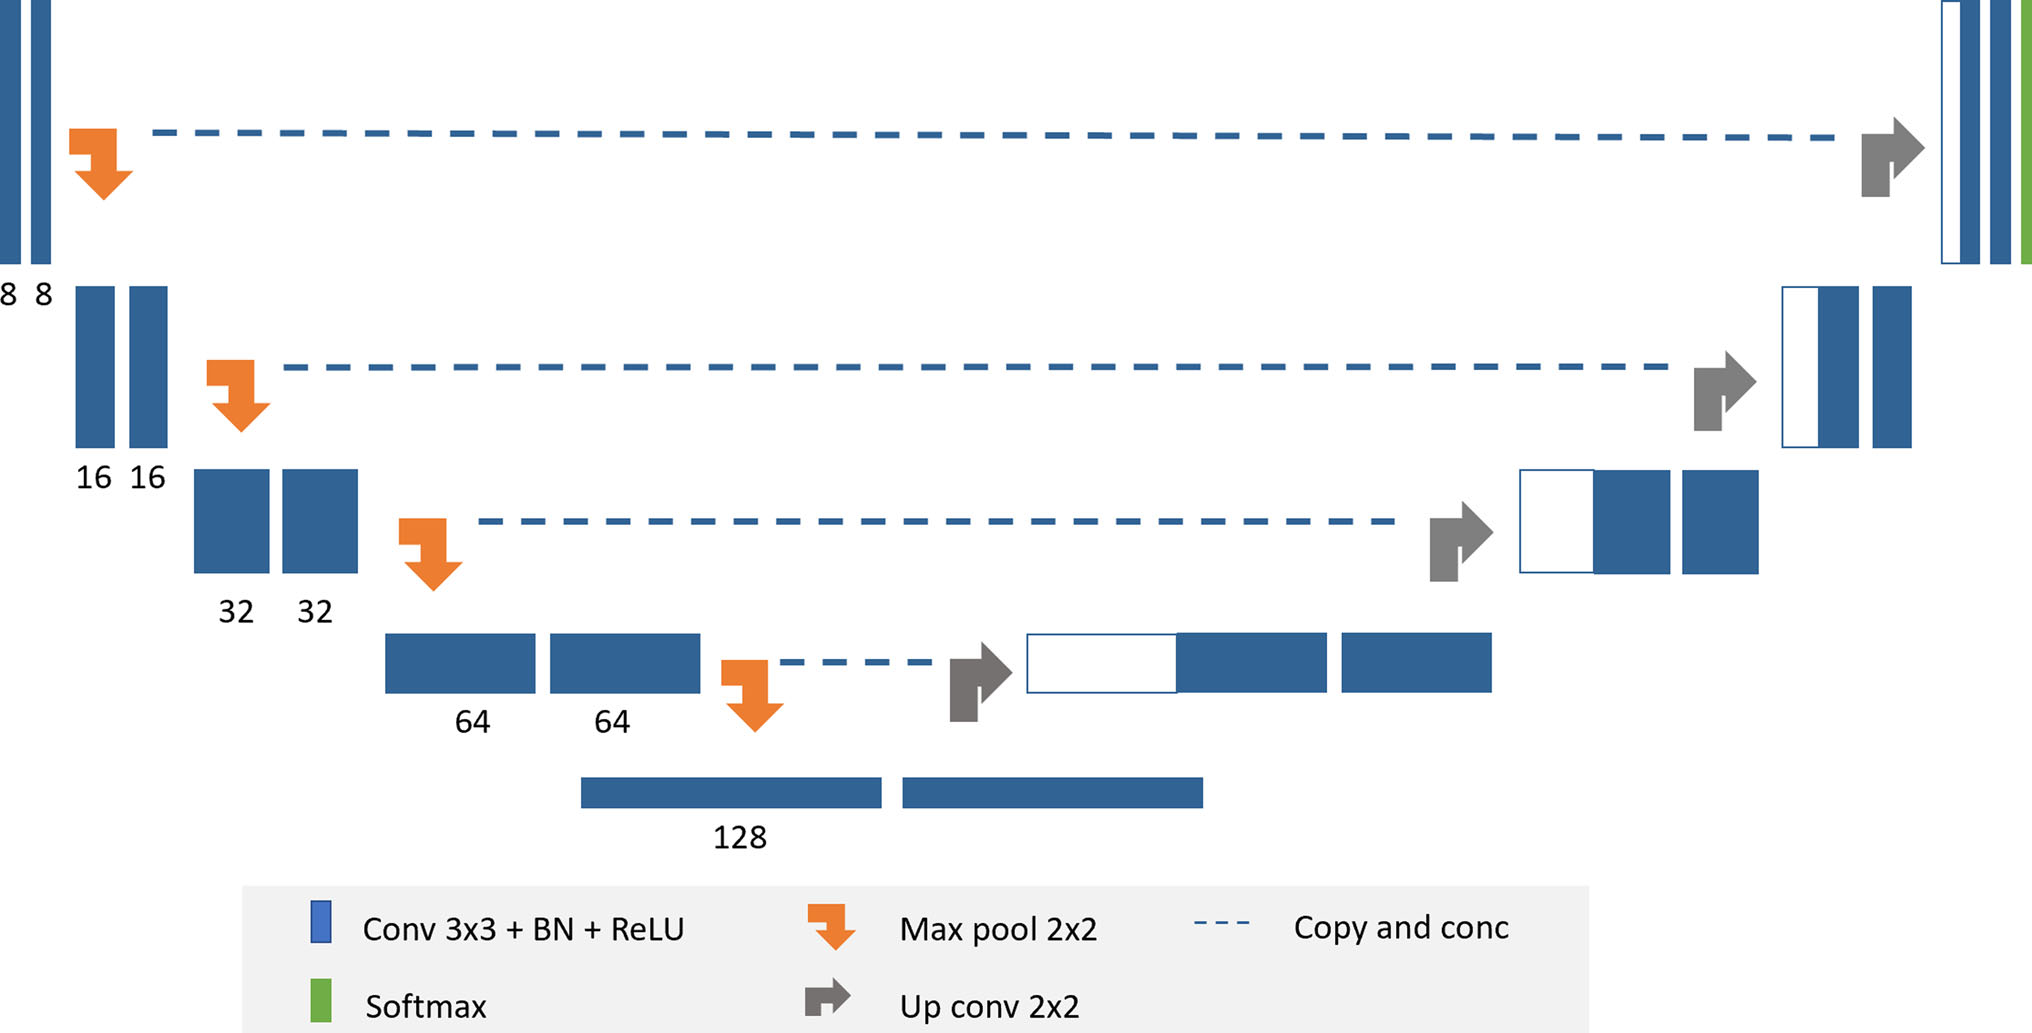 8 8
16 16
32 32
64 64
128
Conv 3x3 + BN + ReLU
Max pool 2x2
Copy and conc
Softmax
Up conv 2x2